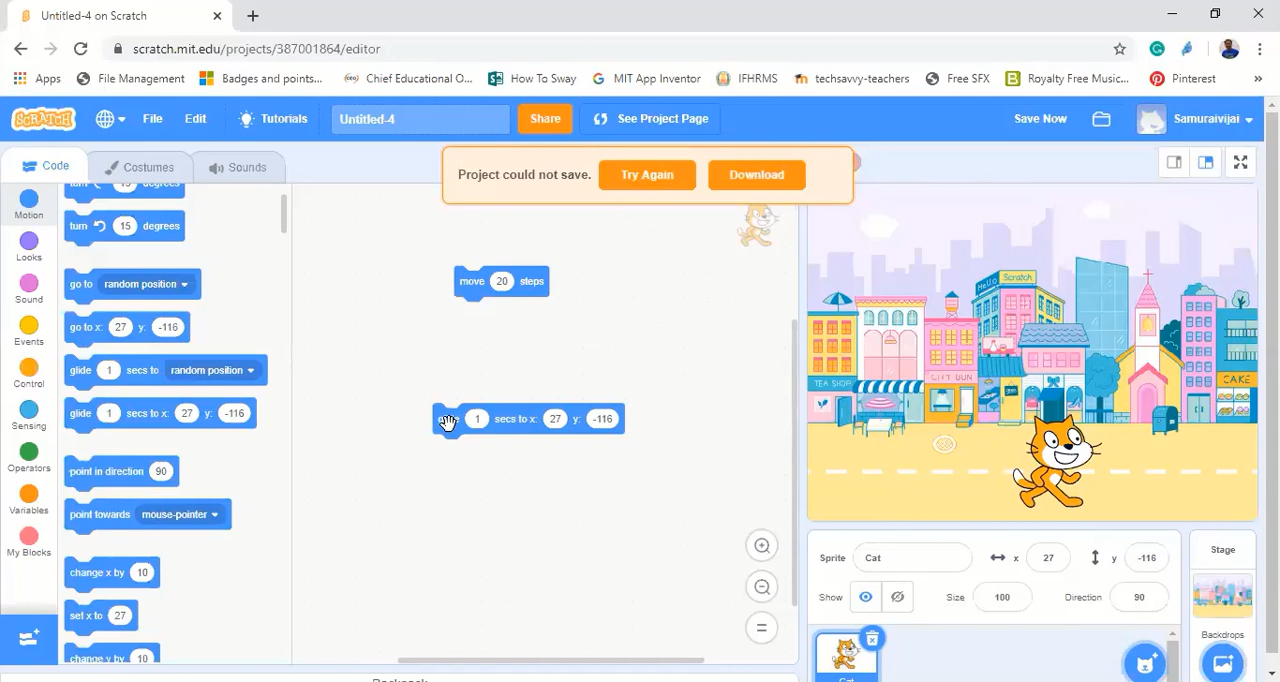 Untitled-4 on Scratch
scratch.mit.edu/projects/387001864/editor
Apps File Management Badges and points... Chief Educational O... How To Sway MIT App Inventor IFHRMS techsavvy-teachers Free SFX Royalty Free Music... Pinterest »
SCRATCH File Edit Tutorials Untitled-4 Share See Project Page Save Now Samuraivijai
Code Costumes Sounds
Project could not save. Try Again Download
Motion
Looks
Sound
Events
Control
Sensing
Operators
Variables
My Blocks
turn 15 degrees
turn 15 degrees
go to random position
go to x: 27 y: -116
glide 1 secs to random position
glide 1 secs to x: 27 y: -116
point in direction 90
point towards mouse-pointer
change x by 10
set x to 27
change y by 10
move 20 steps
1 secs to x: 27 y: -116
Hello Scratch
TEA SHOP
CITY BUN
CAKE
Sprite Cat x 27 y -116
Show Size 100 Direction 90
Cat
Stage
Backdrops
Backpack